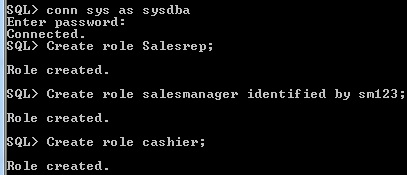 SQL> conn sys as sysdba
Enter password:
Connected.
SQL> Create role Salesrep;
Role created.
SQL> Create role salesmanager identified by sm123;
Role created.
SQL> Create role cashier;
Role created.